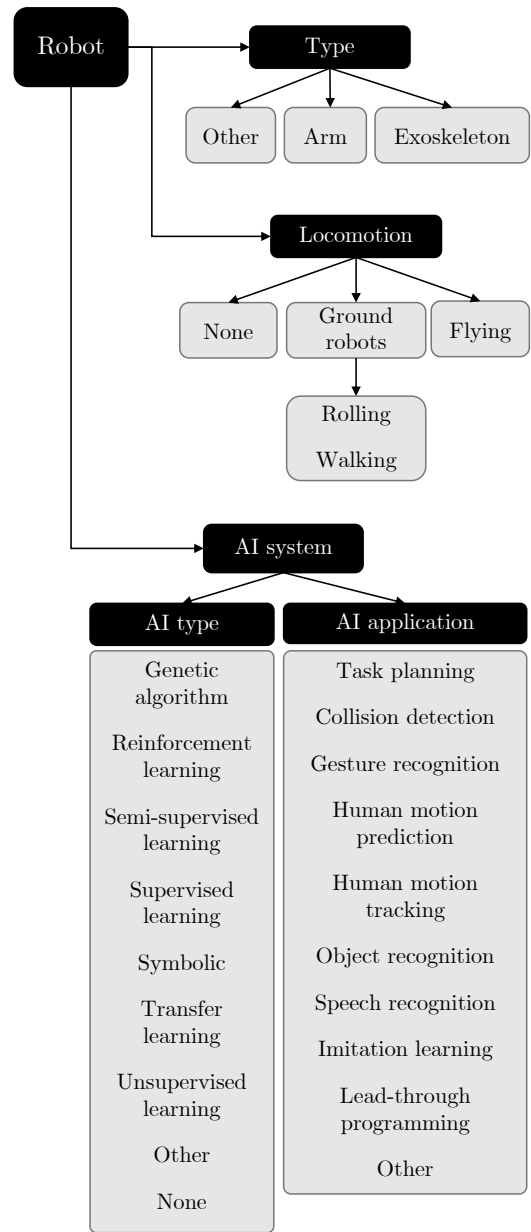 Robot
Type
Other
Arm
Exoskeleton
Locomotion
None
Ground
robots
Flying
Rolling
Walking
AI system
AI type
Genetic
algorithm
Reinforcement
learning
Semi-supervised
learning
Supervised
learning
Symbolic
Transfer
learning
Unsupervised
learning
Other
None
AI application
Task planning
Collision detection
Gesture recognition
Human motion
prediction
Human motion
tracking
Object recognition
Speech recognition
Imitation learning
Lead-through
programming
Other